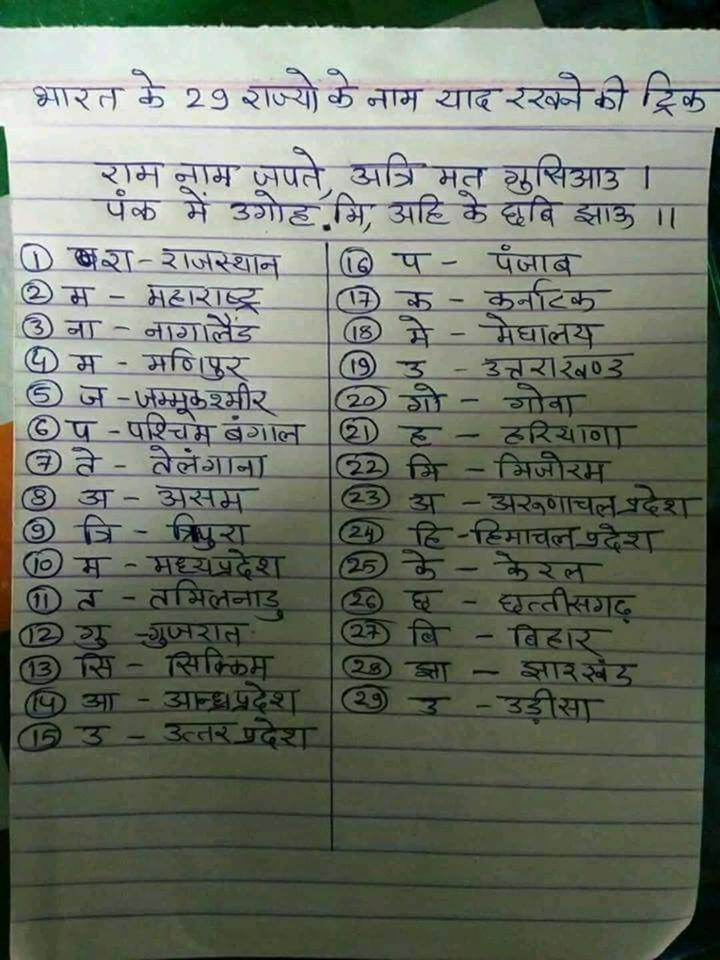 भारत के 29 राज्यो के नाम याद रखने की ट्रिक
राम नाम जपते, अत्रि मत गुसिआउ ।
पंक में उगोह.मि, अहि के छबि झाऊ ॥
① रा - राजस्थान
② म - महाराष्ट्र
③ ना - नागालैंड
④ म - मणिपुर
⑤ ज - जम्मूकश्मीर
⑥ प - पश्चिम बंगाल
⑦ ते - तेलंगाना
⑧ अ - असम
⑨ त्रि - त्रिपुरा
⑩ म - मध्यप्रदेश
⑪ त - तमिलनाडु
⑫ गु - गुजरात
⑬ सि - सिक्किम
⑭ आ - आन्ध्रप्रदेश
⑮ उ - उत्तर प्रदेश
⑯ प - पंजाब
⑰ क - कर्नाटक
⑱ मे - मेघालय
⑲ उ - उत्तराखण्ड
⑳ गो - गोवा
㉑ ह - हरियाणा
㉒ मि - मिजोरम
㉓ अ - अरूणाचल प्रदेश
㉔ हि - हिमाचल प्रदेश
㉕ के - केरल
㉖ छ - छत्तीसगढ़
㉗ बि - बिहार
㉘ झा - झारखंड
㉙ उ - उड़ीसा